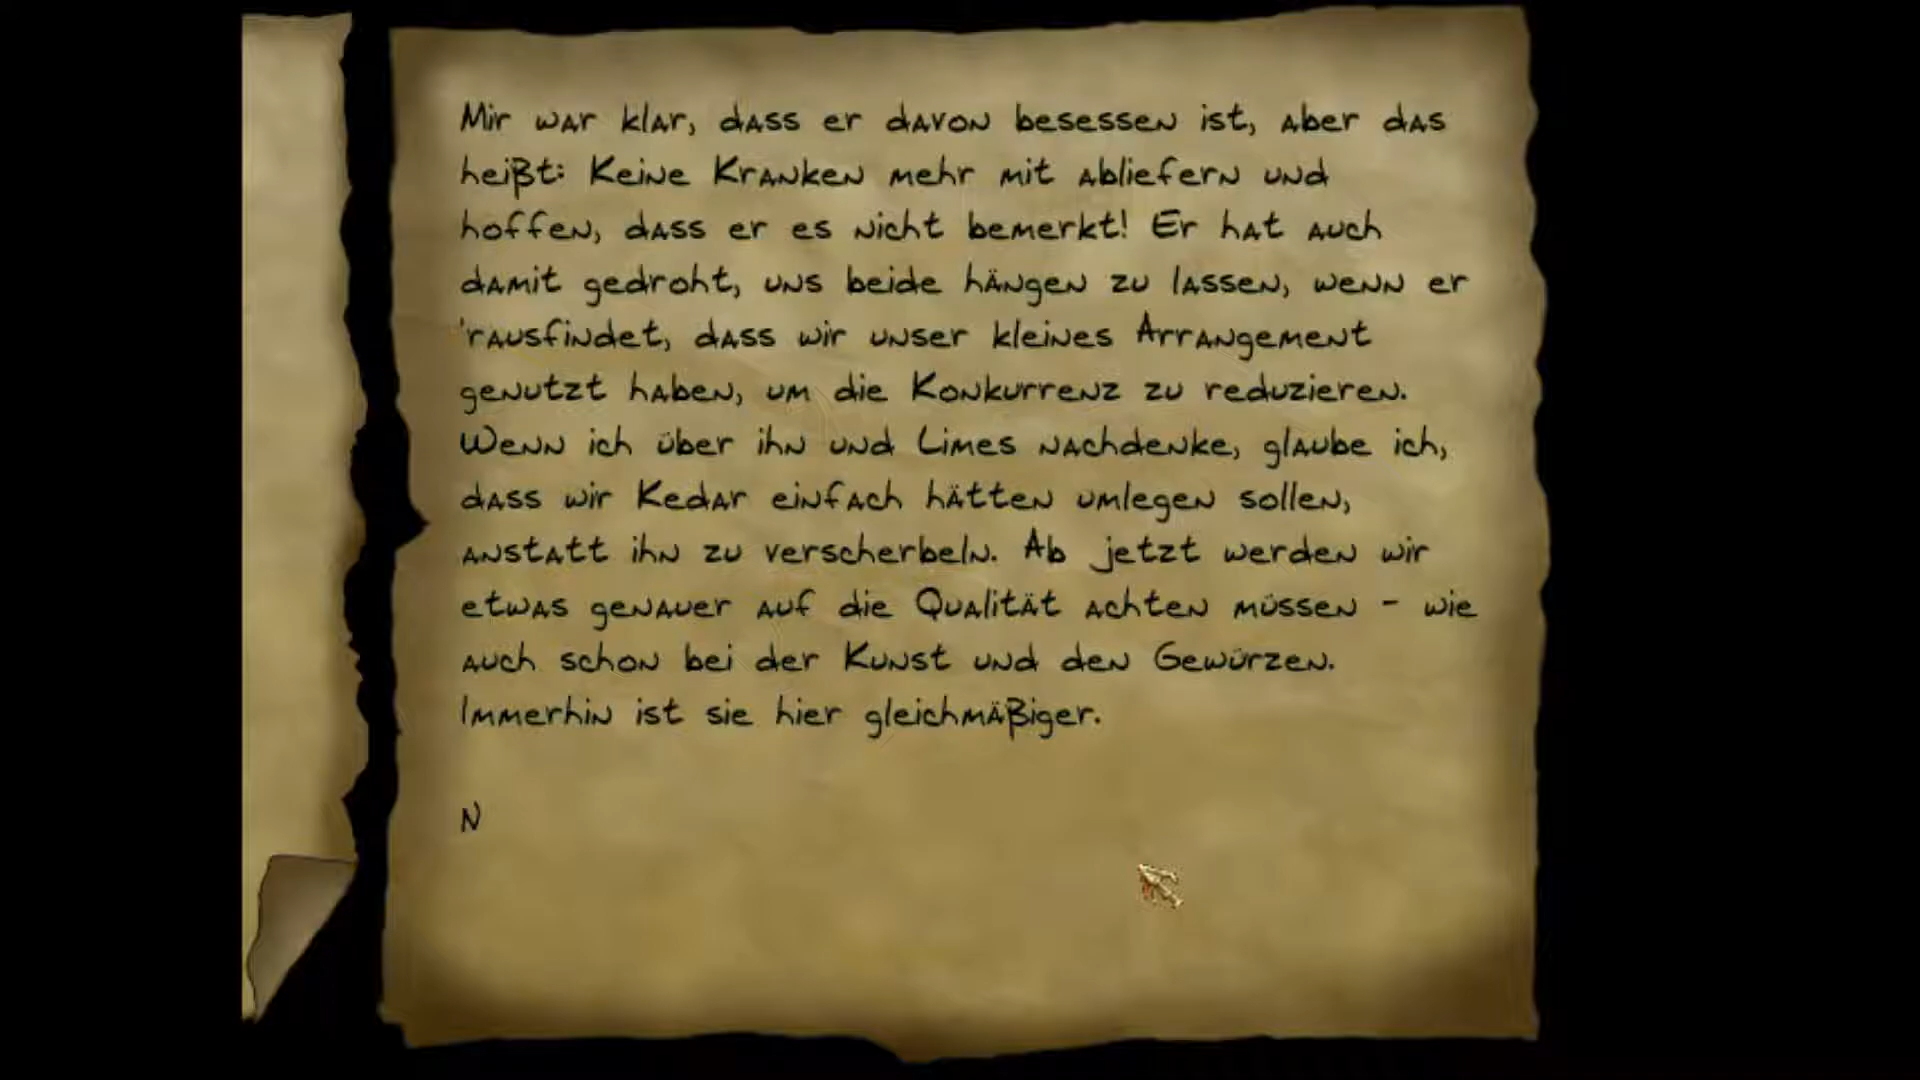 Mir war klar, dass er davon besessen ist, aber das
heißt: Keine Kranken mehr mit abliefern und
hoffen, dass er es nicht bemerkt! Er hat auch
damit gedroht, uns beide hängen zu lassen, wenn er
'rausfindet, dass wir unser kleines Arrangement
genutzt haben, um die Konkurrenz zu reduzieren.
Wenn ich über ihn und Limes nachdenke, glaube ich,
dass wir Kedar einfach hätten umlegen sollen,
anstatt ihn zu verscherbeln. Ab jetzt werden wir
etwas genauer auf die Qualität achten müssen - wie
auch schon bei der Kunst und den Gewürzen.
Immerhin ist sie hier gleichmäßiger.
N